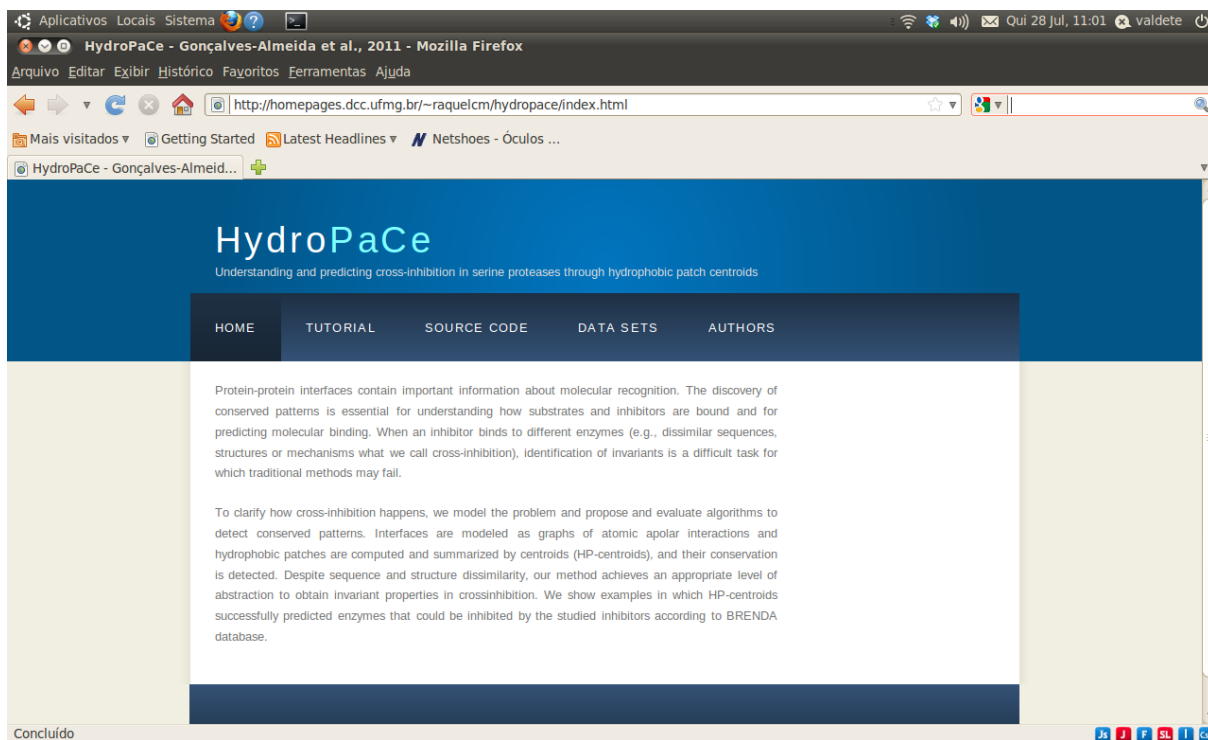 Aplicativos Locais Sistema ? >_ Qui 28 Jul, 11:01 valdete
HydroPaCe - Gonçalves-Almeida et al., 2011 - Mozilla Firefox
Arquivo Editar Exibir Histórico Favoritos Ferramentas Ajuda
http://homepages.dcc.ufmg.br/~raquelcm/hydropace/index.html
Mais visitados Getting Started Latest Headlines N Netshoes - Óculos ...
HydroPaCe - Gonçalves-Almeid...
HydroPaCe
Understanding and predicting cross-inhibition in serine proteases through hydrophobic patch centroids
HOME TUTORIAL SOURCE CODE DATA SETS AUTHORS
Protein-protein interfaces contain important information about molecular recognition. The discovery of
conserved patterns is essential for understanding how substrates and inhibitors are bound and for
predicting molecular binding. When an inhibitor binds to different enzymes (e.g., dissimilar sequences,
structures or mechanisms what we call cross-inhibition), identification of invariants is a difficult task for
which traditional methods may fail.
To clarify how cross-inhibition happens, we model the problem and propose and evaluate algorithms to
detect conserved patterns. Interfaces are modeled as graphs of atomic apolar interactions and
hydrophobic patches are computed and summarized by centroids (HP-centroids), and their conservation
is detected. Despite sequence and structure dissimilarity, our method achieves an appropriate level of
abstraction to obtain invariant properties in crossinhibition. We show examples in which HP-centroids
successfully predicted enzymes that could be inhibited by the studied inhibitors according to BRENDA
database.
Concluído Js J F SL I